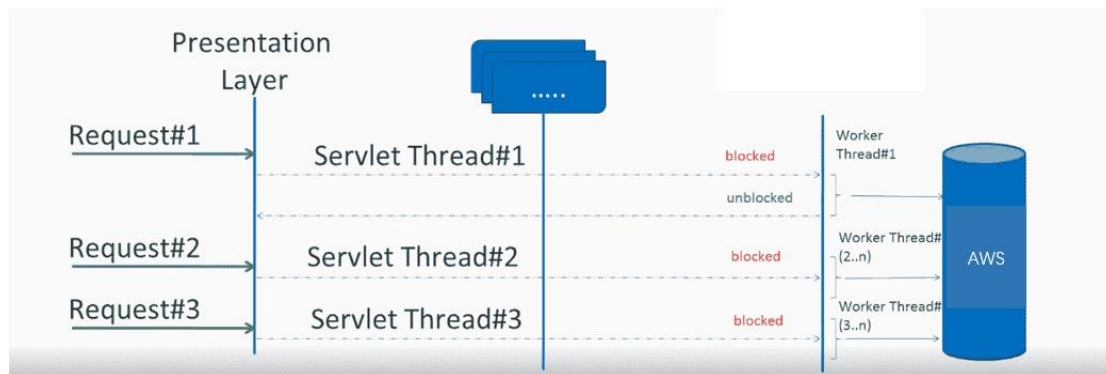 Presentation
Layer
.....
Request#1
Servlet Thread#1
blocked
Worker
Thread#1
unblocked
Request#2
Servlet Thread#2
blocked
Worker Thread#
(2..n)
AWS
Request#3
Servlet Thread#3
blocked
Worker Thread#
(3..n)